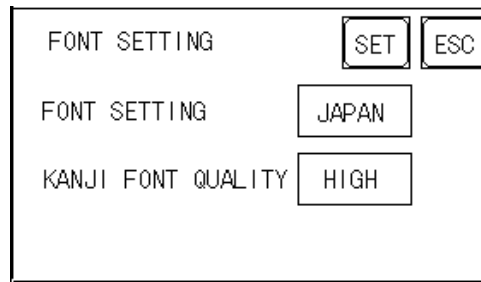 FONT SETTING SET ESC
FONT SETTING JAPAN
KANJI FONT QUALITY HIGH